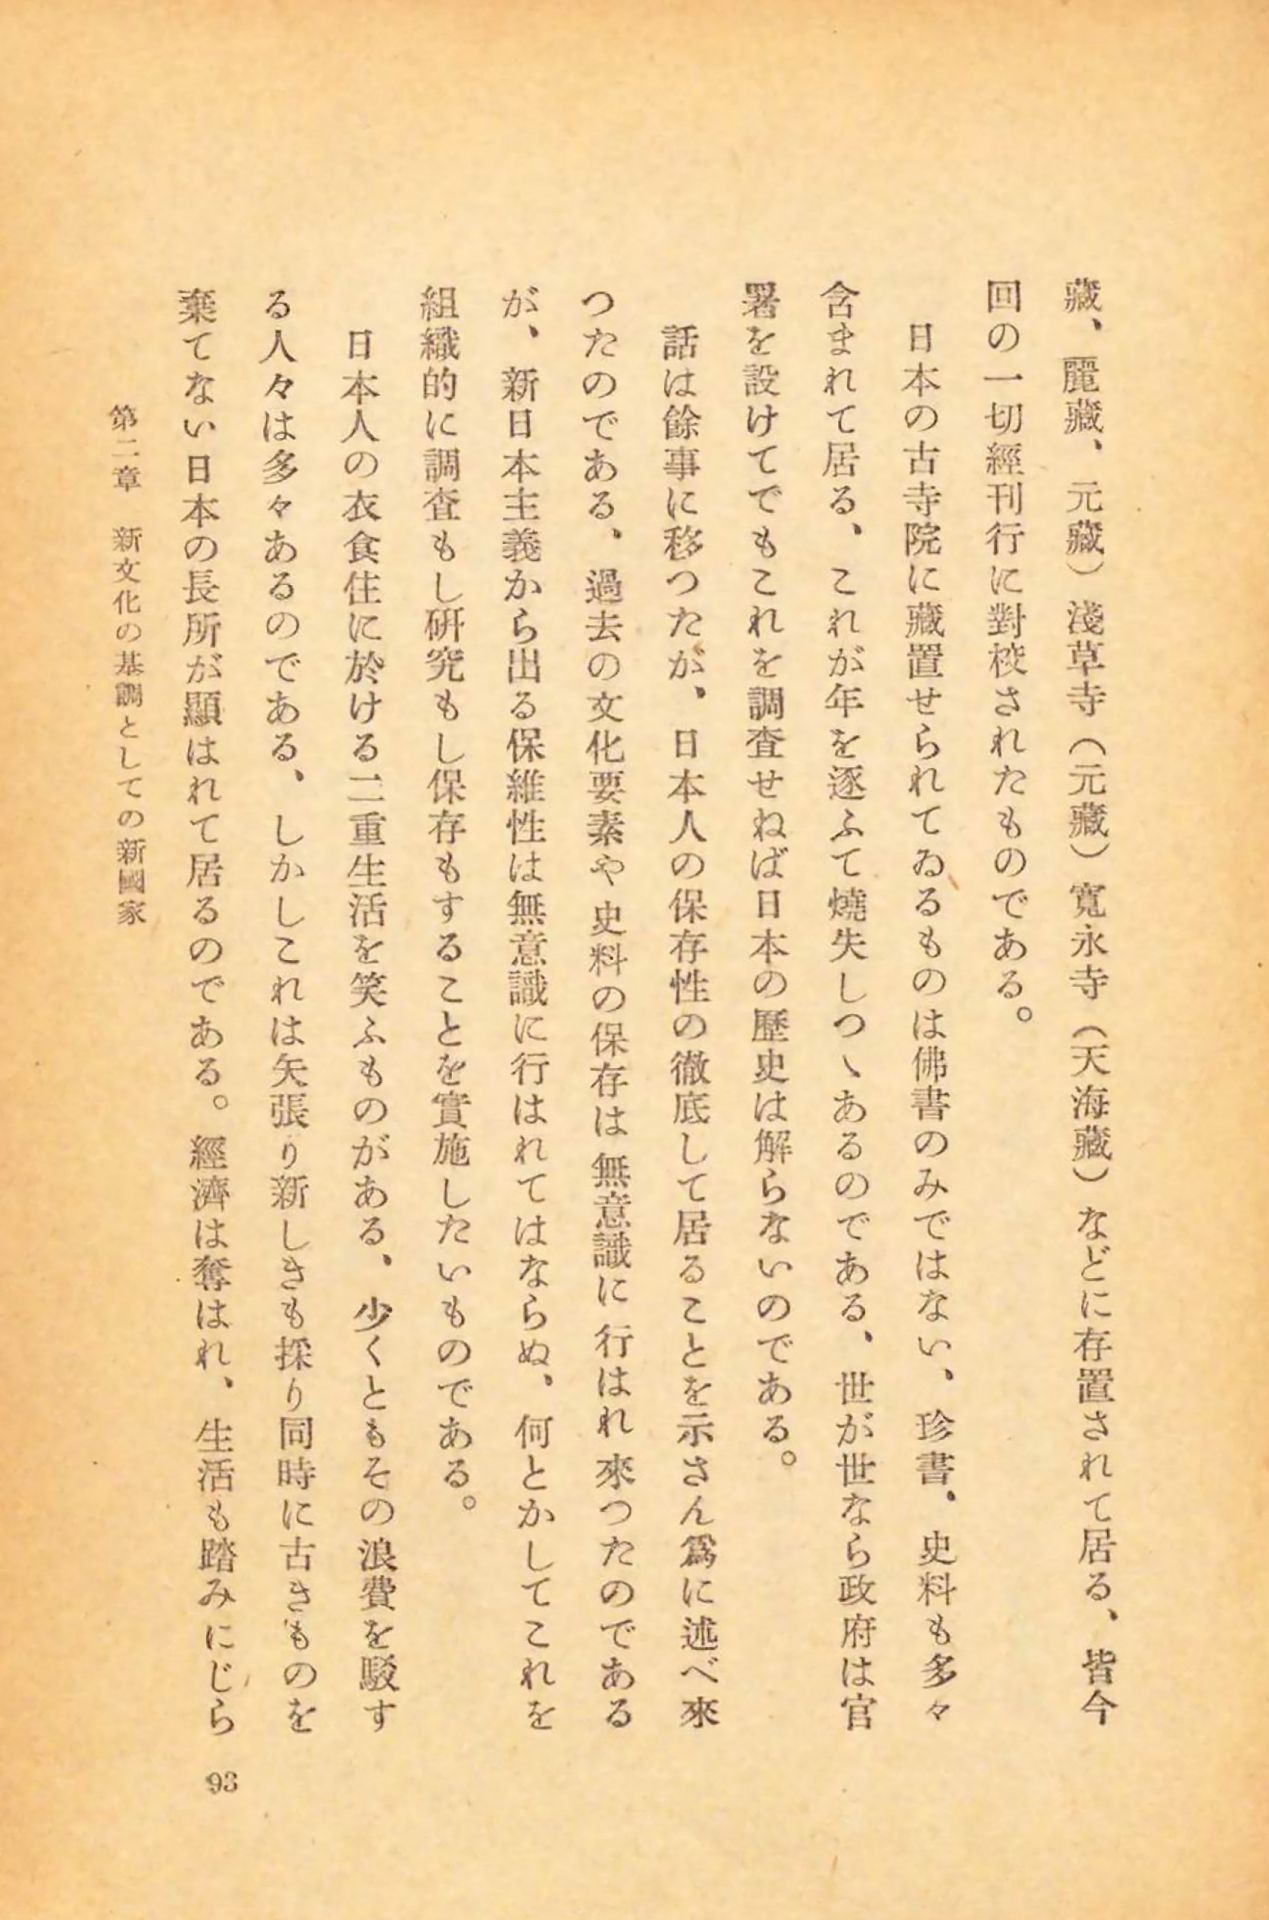 藏、麗藏、元藏）淺草寺（元藏）寬永寺（天海藏）などに存置されて居る、皆今
回の一切經刊行に對校されたものである。
日本の古寺院に藏置せられてゐるものは佛書のみではない、珍書、史料も多々
含まれて居る、これが年を逐ふて燒失しつゝあるのである、世が世なら政府は官
署を設けてでもこれを調査せねば日本の歷史は解らないのである。
話は餘事に移つたが、日本人の保存性の徹底して居ることを示さん爲に述べ來
つたのである、過去の文化要素や史料の保存は無意識に行はれ來つたのである
が、新日本主義から出る保維性は無意識に行はれてはならぬ、何とかしてこれを
組織的に調査もし研究もし保存もすることを實施したいものである。
日本人の衣食住に於ける二重生活を笑ふものがある、少くともその浪費を駁す
る人々は多々あるのである、しかしこれは矢張り新しきも採り同時に古きものを
棄てない日本の長所が顯はれて居るのである。經濟は奪はれ、生活も踏みにじら
第二章　新文化の基調としての新國家
93